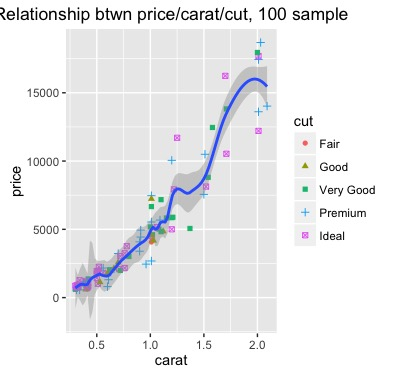 Relationship btwn price/carat/cut, 100 sample
15000
10000
5000
0
price
0.5 1.0 1.5 2.0
carat
cut
Fair
Good
Very Good
Premium
Ideal